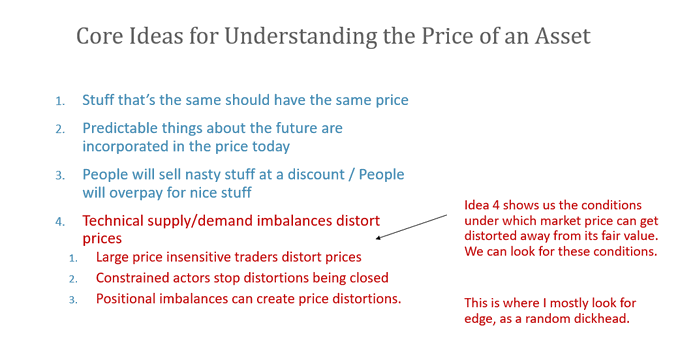 Core Ideas for Understanding the Price of an Asset
1. Stuff that's the same should have the same price
2. Predictable things about the future are
incorporated in the price today
3. People will sell nasty stuff at a discount / People
will overpay for nice stuff
4. Technical supply/demand imbalances distort
prices
1. Large price insensitive traders distort prices
2. Constrained actors stop distortions being closed
3. Positional imbalances can create price distortions.
Idea 4 shows us the conditions
under which market price can get
distorted away from its fair value.
We can look for these conditions.
This is where I mostly look for
edge, as a random dickhead.